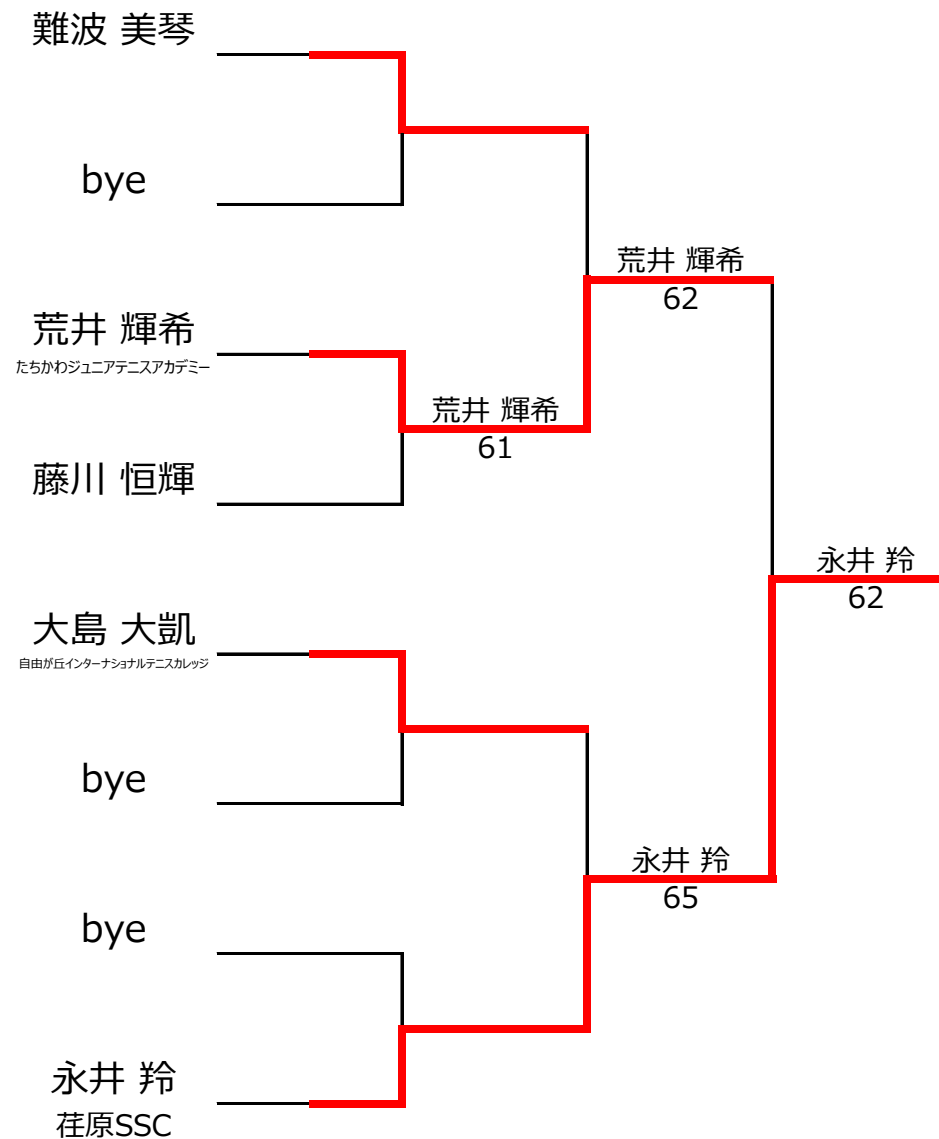 難波 美琴
bye
荒井 輝希
たちかわジュニアテニスアカデミー
藤川 恒輝
大島 大凱
自由が丘インターナショナルテニスカレッジ
bye
bye
永井 羚
荏原SSC
荒井 輝希
61
荒井 輝希
62
永井 羚
65
永井 羚
62